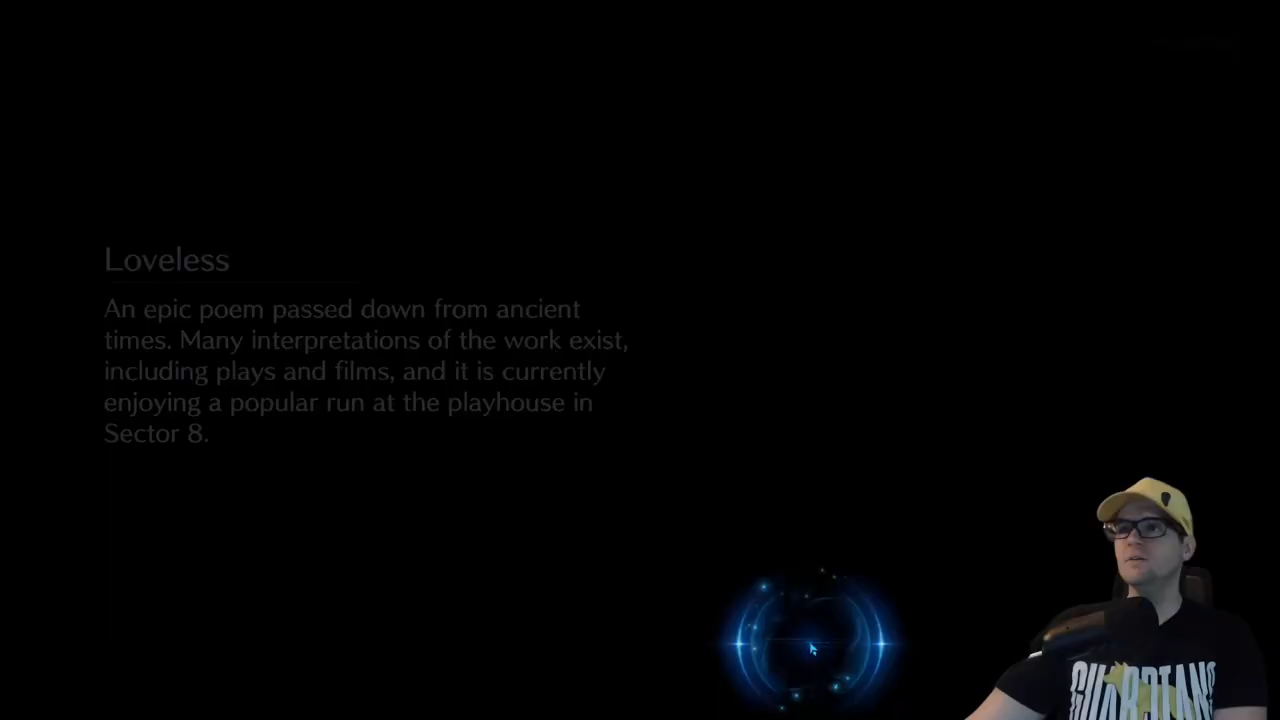 Loveless
An epic poem passed down from ancient
times. Many interpretations of the work exist,
including plays and films, and it is currently
enjoying a popular run at the playhouse in
Sector 8.
GUARDIANS